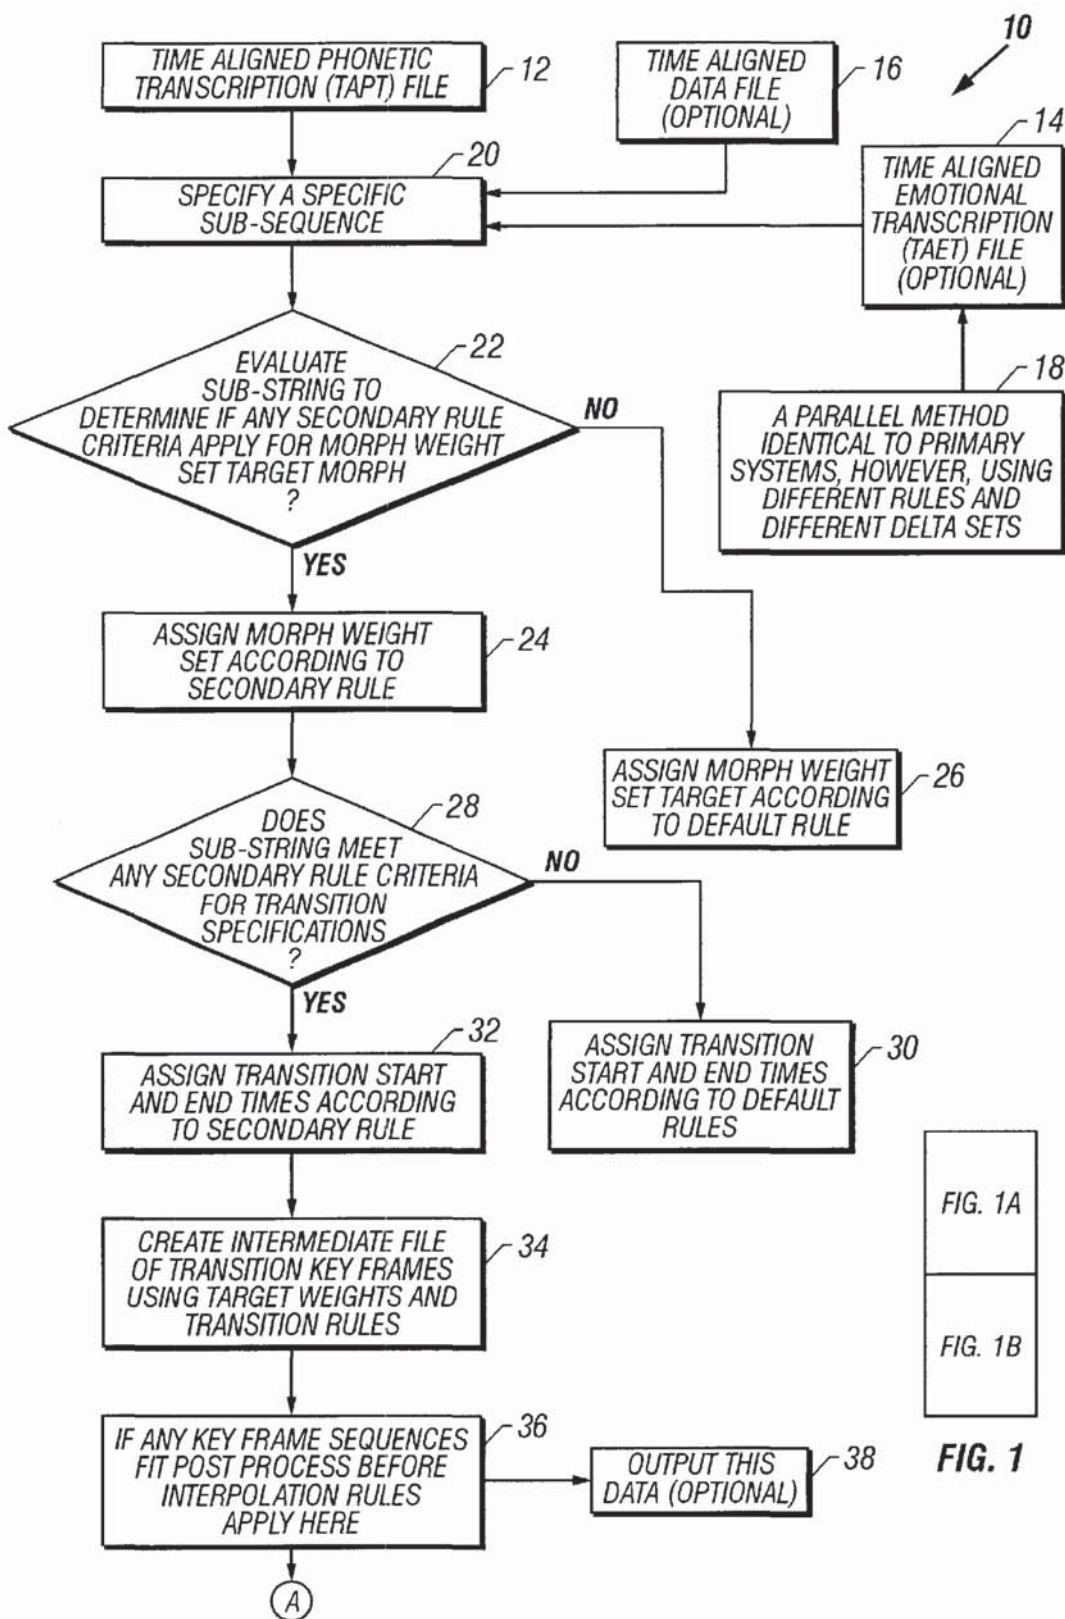 10
TIME ALIGNED PHONETIC
TRANSCRIPTION (TAPT) FILE
12
TIME ALIGNED
DATA FILE
(OPTIONAL)
16
14
TIME ALIGNED
EMOTIONAL
TRANSCRIPTION
(TAET) FILE
(OPTIONAL)
20
SPECIFY A SPECIFIC
SUB-SEQUENCE
22
EVALUATE
SUB-STRING TO
DETERMINE IF ANY SECONDARY RULE
CRITERIA APPLY FOR MORPH WEIGHT
SET TARGET MORPH
?
NO
YES
18
A PARALLEL METHOD
IDENTICAL TO PRIMARY
SYSTEMS, HOWEVER, USING
DIFFERENT RULES AND
DIFFERENT DELTA SETS
ASSIGN MORPH WEIGHT
SET ACCORDING TO
SECONDARY RULE
24
ASSIGN MORPH WEIGHT
SET TARGET ACCORDING
TO DEFAULT RULE
26
28
DOES
SUB-STRING MEET
ANY SECONDARY RULE CRITERIA
FOR TRANSITION
SPECIFICATIONS
?
NO
YES
32
ASSIGN TRANSITION START
AND END TIMES ACCORDING
TO SECONDARY RULE
ASSIGN TRANSITION
START AND END TIMES
ACCORDING TO DEFAULT
RULES
30
CREATE INTERMEDIATE FILE
OF TRANSITION KEY FRAMES
USING TARGET WEIGHTS AND
TRANSITION RULES
34
FIG. 1A
FIG. 1B
FIG. 1
IF ANY KEY FRAME SEQUENCES
FIT POST PROCESS BEFORE
INTERPOLATION RULES
APPLY HERE
36
OUTPUT THIS
DATA (OPTIONAL)
38
A